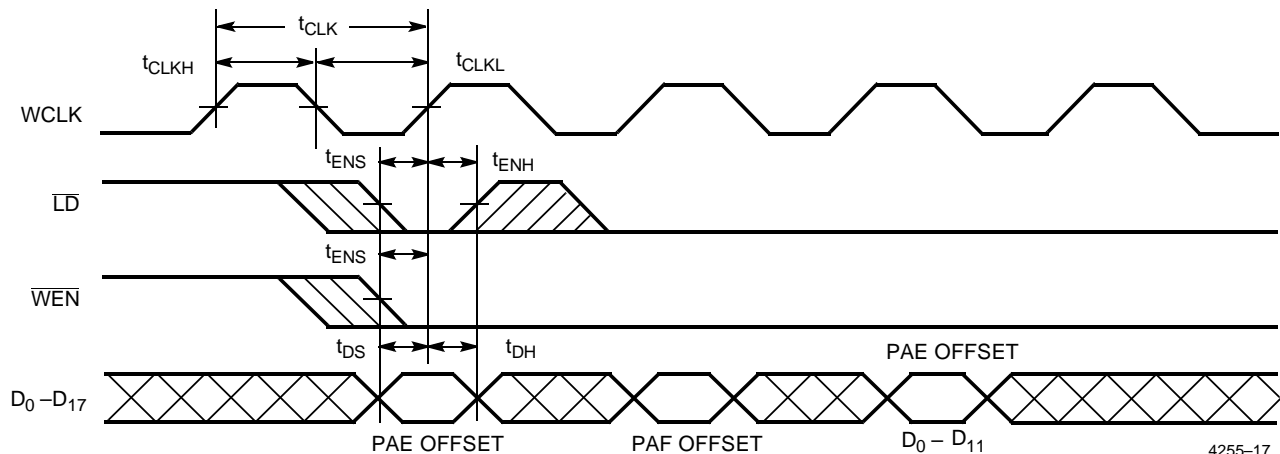 tCLK
tCLKH
tCLKL
WCLK
tENS
tENH
LD
tENS
WEN
tDS
tDH
PAE OFFSET
D0 –D17
PAE OFFSET
PAF OFFSET
D0 – D11
4255–17